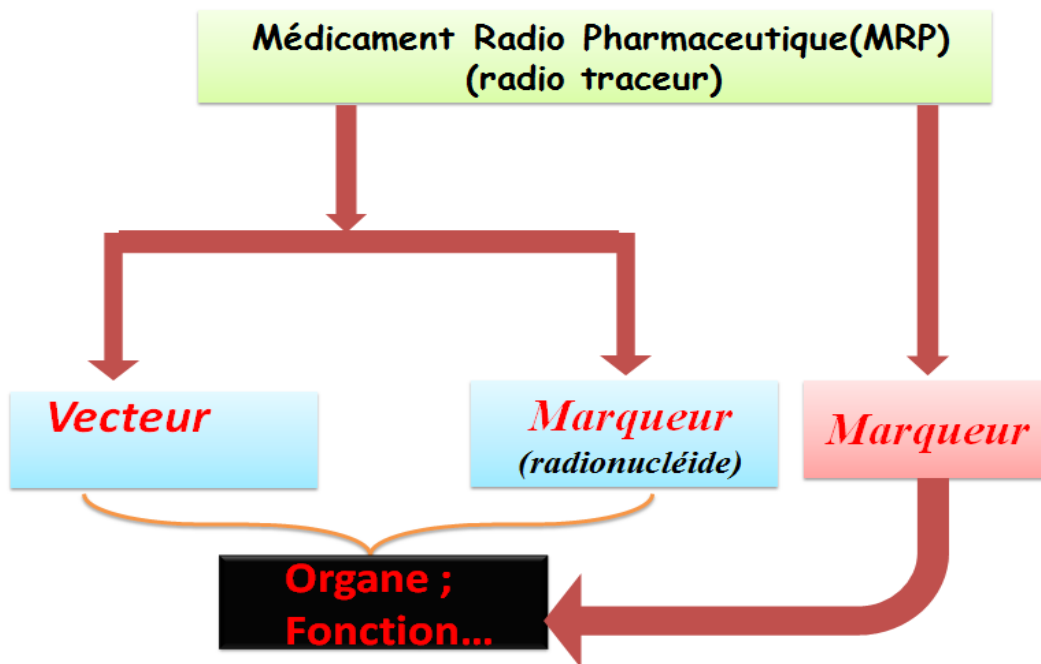 Médicament Radio Pharmaceutique(MRP)
(radio traceur)
Vecteur
Marqueur
(radionucléide)
Marqueur
Organe ;
Fonction...